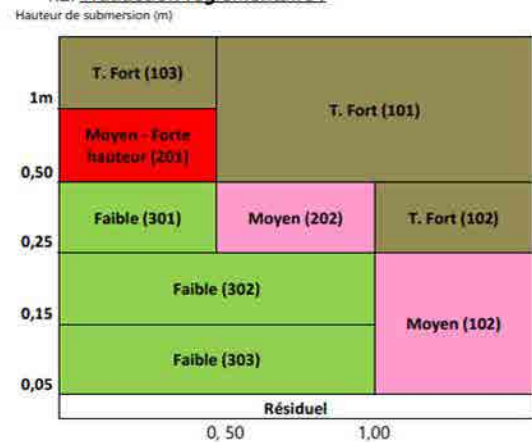 Hauteur de submersion (m)
T. Fort (103)
T. Fort (101)
1m
Moyen - Forte
hauteur (201)
0,50
Faible (301)
Moyen (202)
T. Fort (102)
0,25
Faible (302)
0,15
Moyen (102)
Faible (303)
0,05
Résiduel
0, 50
1,00